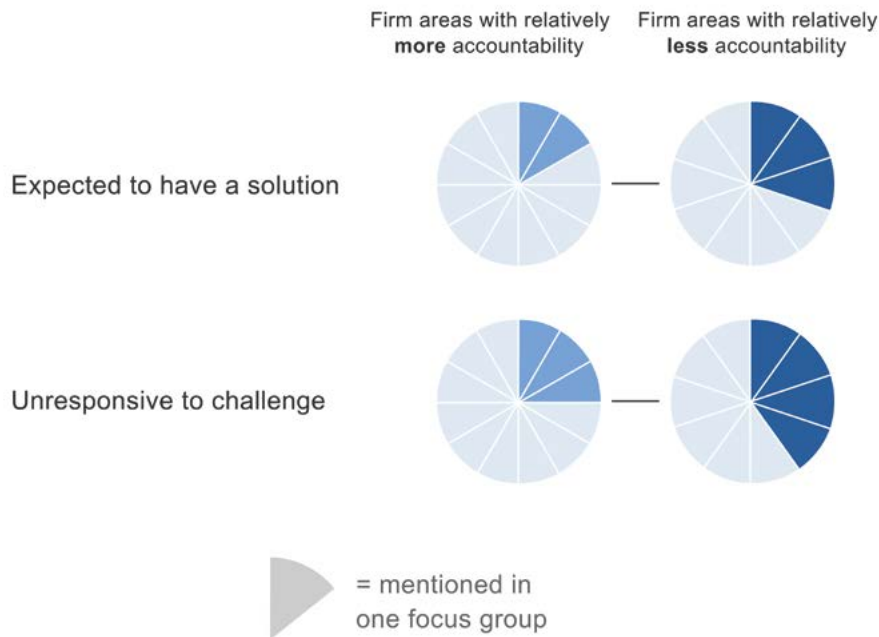 Firm areas with relatively
more accountability
Firm areas with relatively
less accountability
Expected to have a solution
Unresponsive to challenge
= mentioned in
one focus group